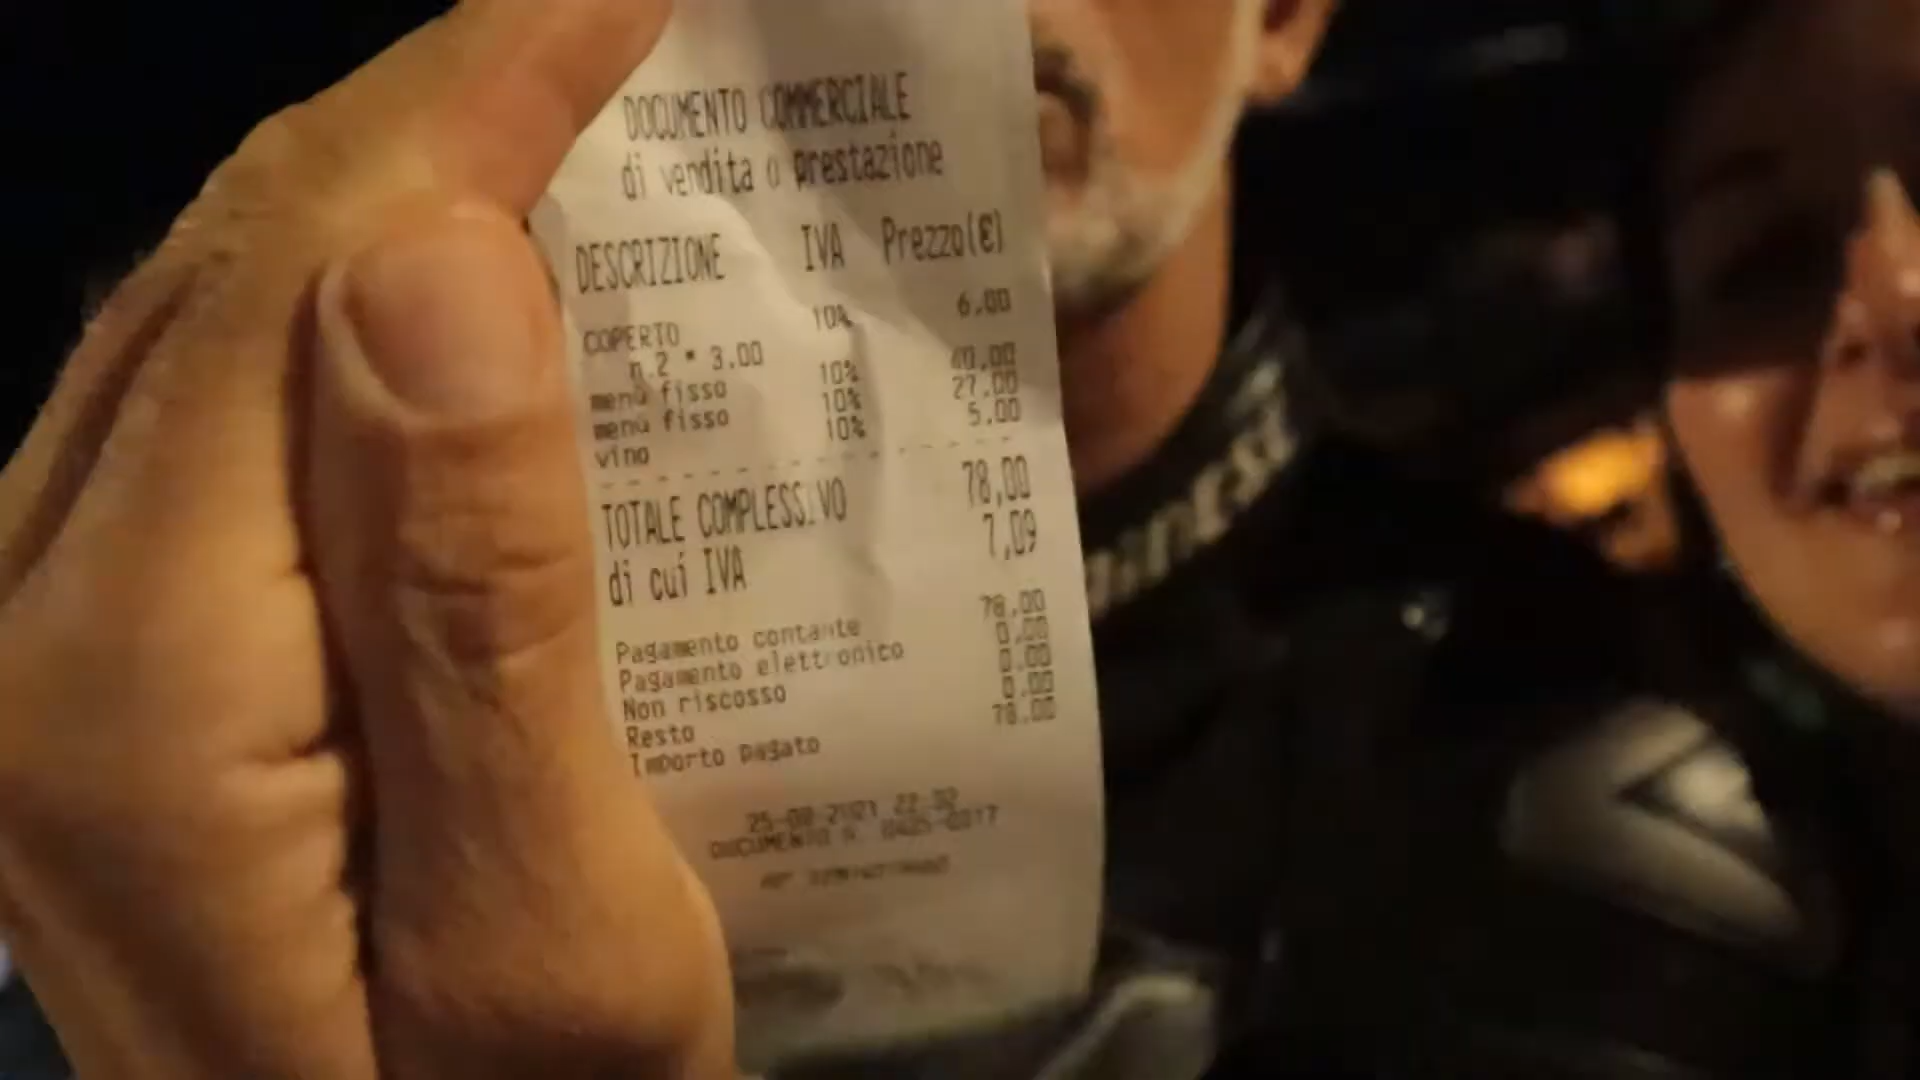 DOCUMENTO COMMERCIALE
di vendita o prestazione
DESCRIZIONE IVA Prezzo(€)
COPERTO 10% 6.00
n.2 * 3.00
menù fisso 10% 40.00
menù fisso 10% 27.00
vino 10% 5.00
TOTALE COMPLESSIVO 78,00
di cui IVA 7,09
Pagamento contante 78.00
Pagamento elettronico 0.00
Non riscosso 0.00
Resto 0.00
Importo pagato 78.00
DOCUMENTO N.